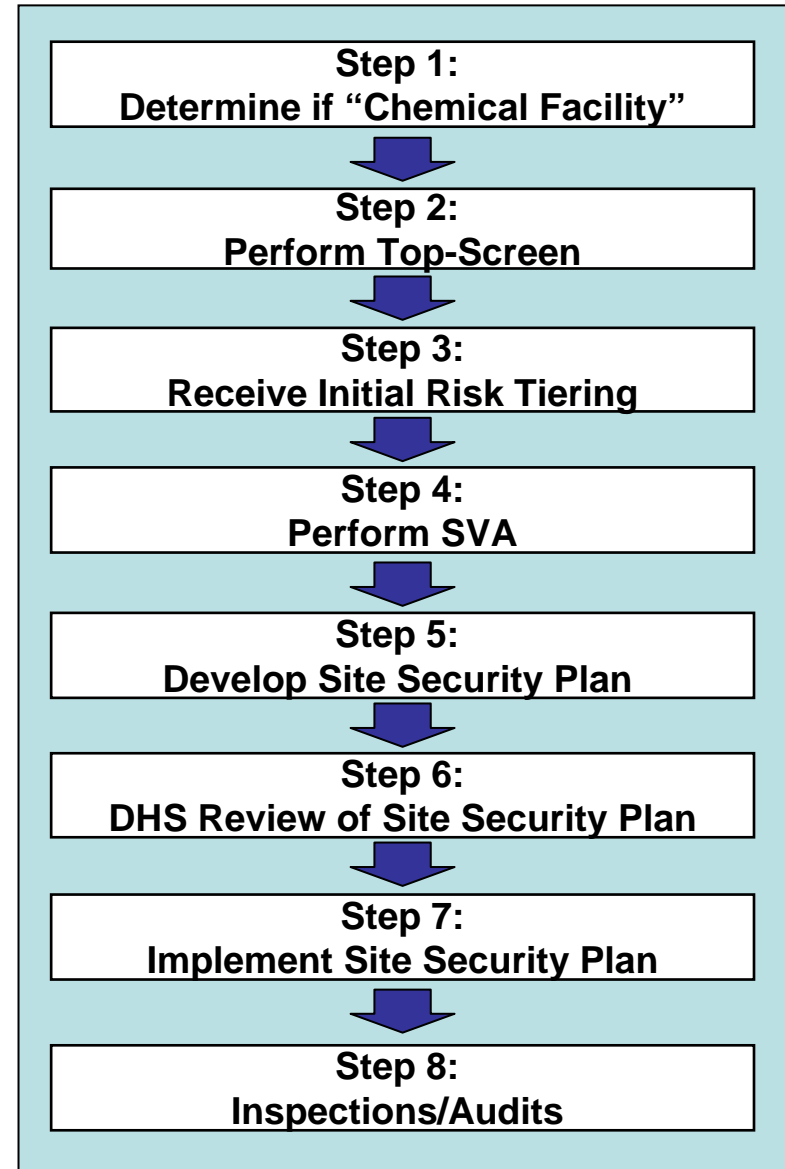 Step 1:
Determine if “Chemical Facility”
Step 2:
Perform Top-Screen
Step 3:
Receive Initial Risk Tiering
Step 4:
Perform SVA
Step 5:
Develop Site Security Plan
Step 6:
DHS Review of Site Security Plan
Step 7:
Implement Site Security Plan
Step 8:
Inspections/Audits